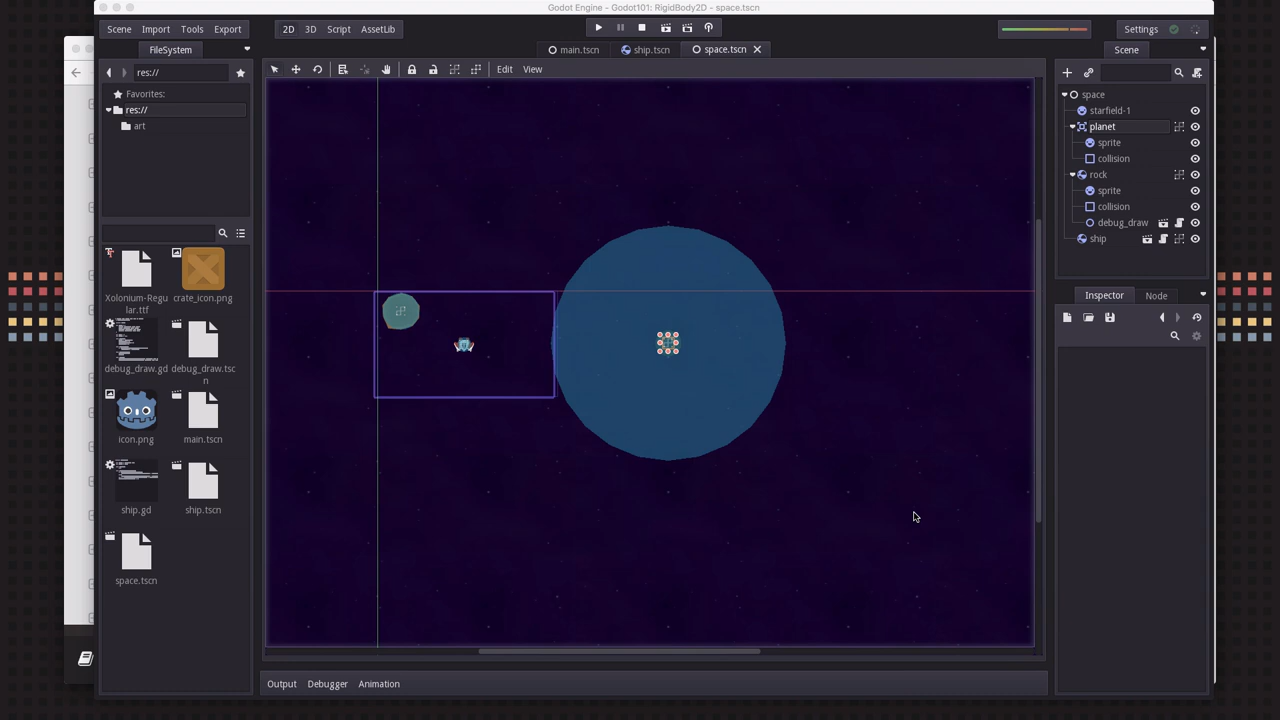 Godot Engine - Godot101: RigidBody2D - space.tscn
Scene Import Tools Export
2D 3D Script AssetLib
Settings
FileSystem
main.tscn
ship.tscn
space.tscn
Scene
res://
Edit View
Favorites:
res://
art
space
starfield-1
planet
sprite
collision
rock
sprite
collision
debug_draw
ship
Xolonium-Regu
lar.ttf
crate_icon.png
debug_draw.gd
debug_draw.tsc
n
icon.png
main.tscn
ship.gd
ship.tscn
space.tscn
Inspector Node
Output Debugger Animation